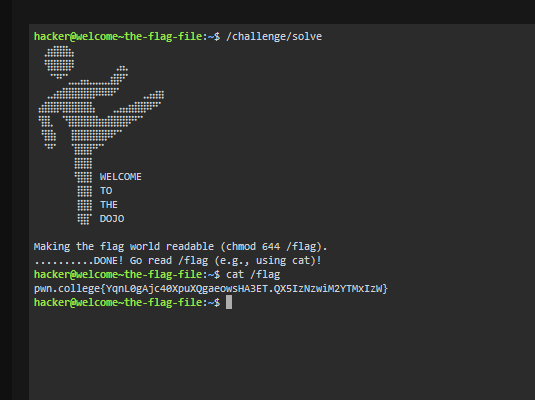 hacker@welcome~the-flag-file:~$ /challenge/solve
WELCOME
TO
THE
DOJO
Making the flag world readable (chmod 644 /flag).
..........DONE! Go read /flag (e.g., using cat)!
hacker@welcome~the-flag-file:~$ cat /flag
pwn.college{YqnL0gAjc40XpuXQgaeowsHA3ET.QX5IzNzwiM2YTMxIzW}
hacker@welcome~the-flag-file:~$